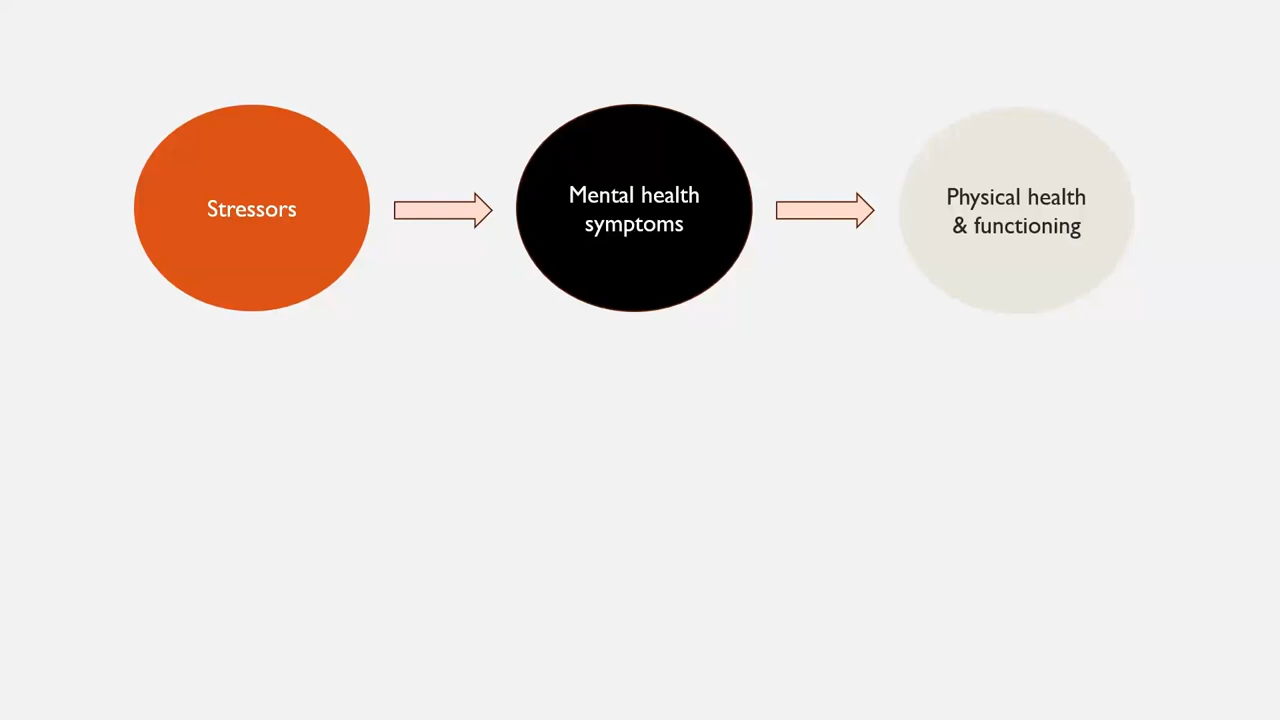 Stressors
Mental health
symptoms
Physical health
& functioning